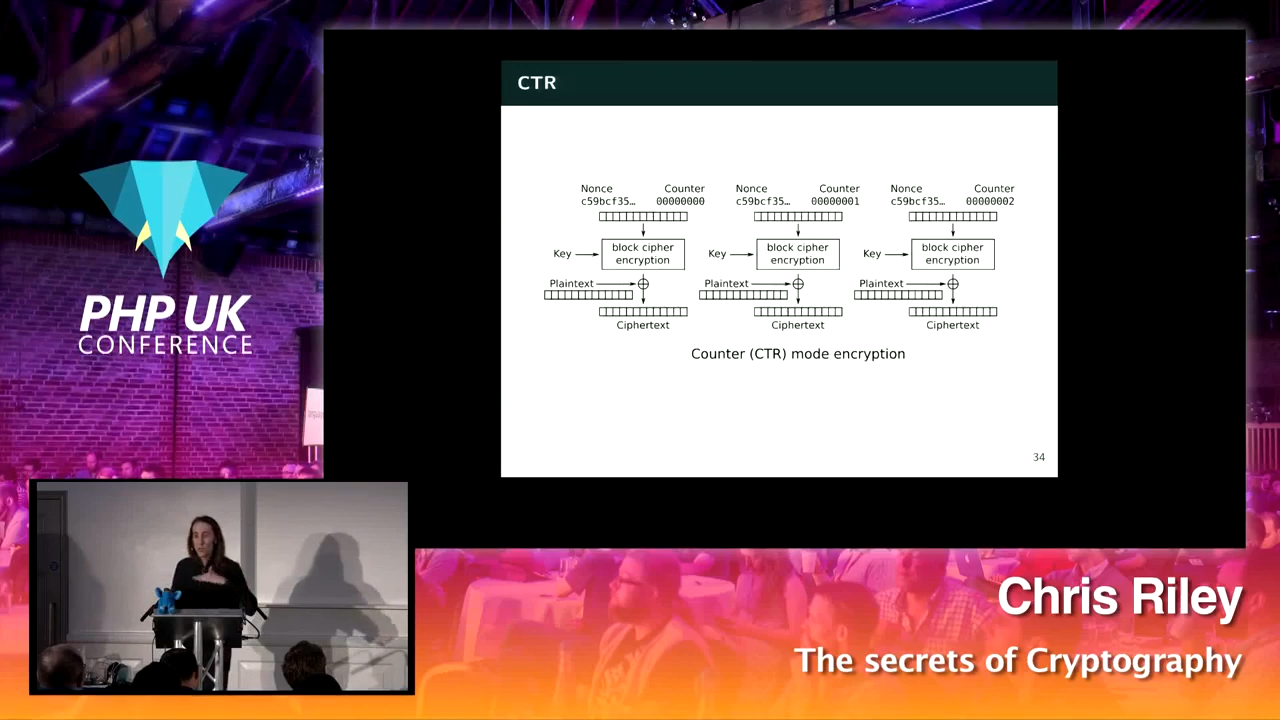 CTR
Nonce Counter Nonce Counter Nonce Counter
c59bcf35… 00000000 c59bcf35… 00000001 c59bcf35… 00000002
Key block cipher encryption Key block cipher encryption Key block cipher encryption
Plaintext Plaintext Plaintext
Ciphertext Ciphertext Ciphertext
Counter (CTR) mode encryption
34
PHP UK
CONFERENCE
Chris Riley
The secrets of Cryptography